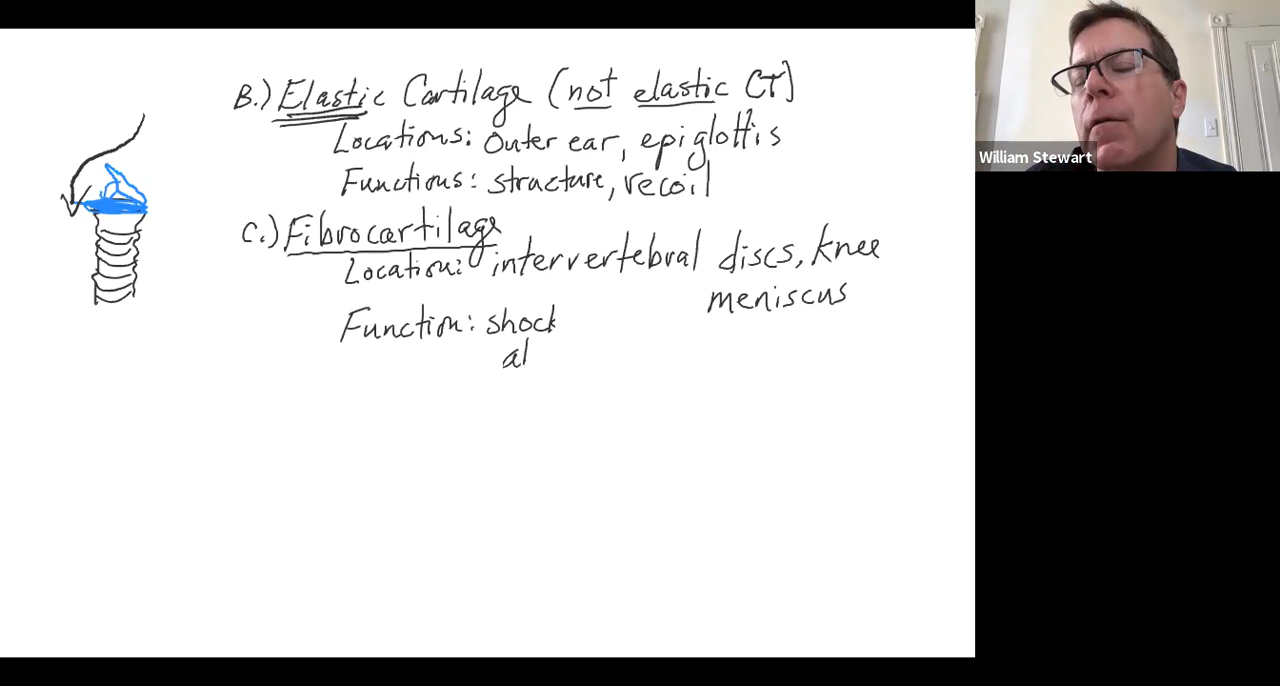 B.) Elastic Cartilage (not elastic CT)
Locations: Outer ear, epiglottis
Functions: structure, recoil
C.) Fibrocartilage
Location: intervertebral discs, knee
meniscus
Function: shock
al
William Stewart